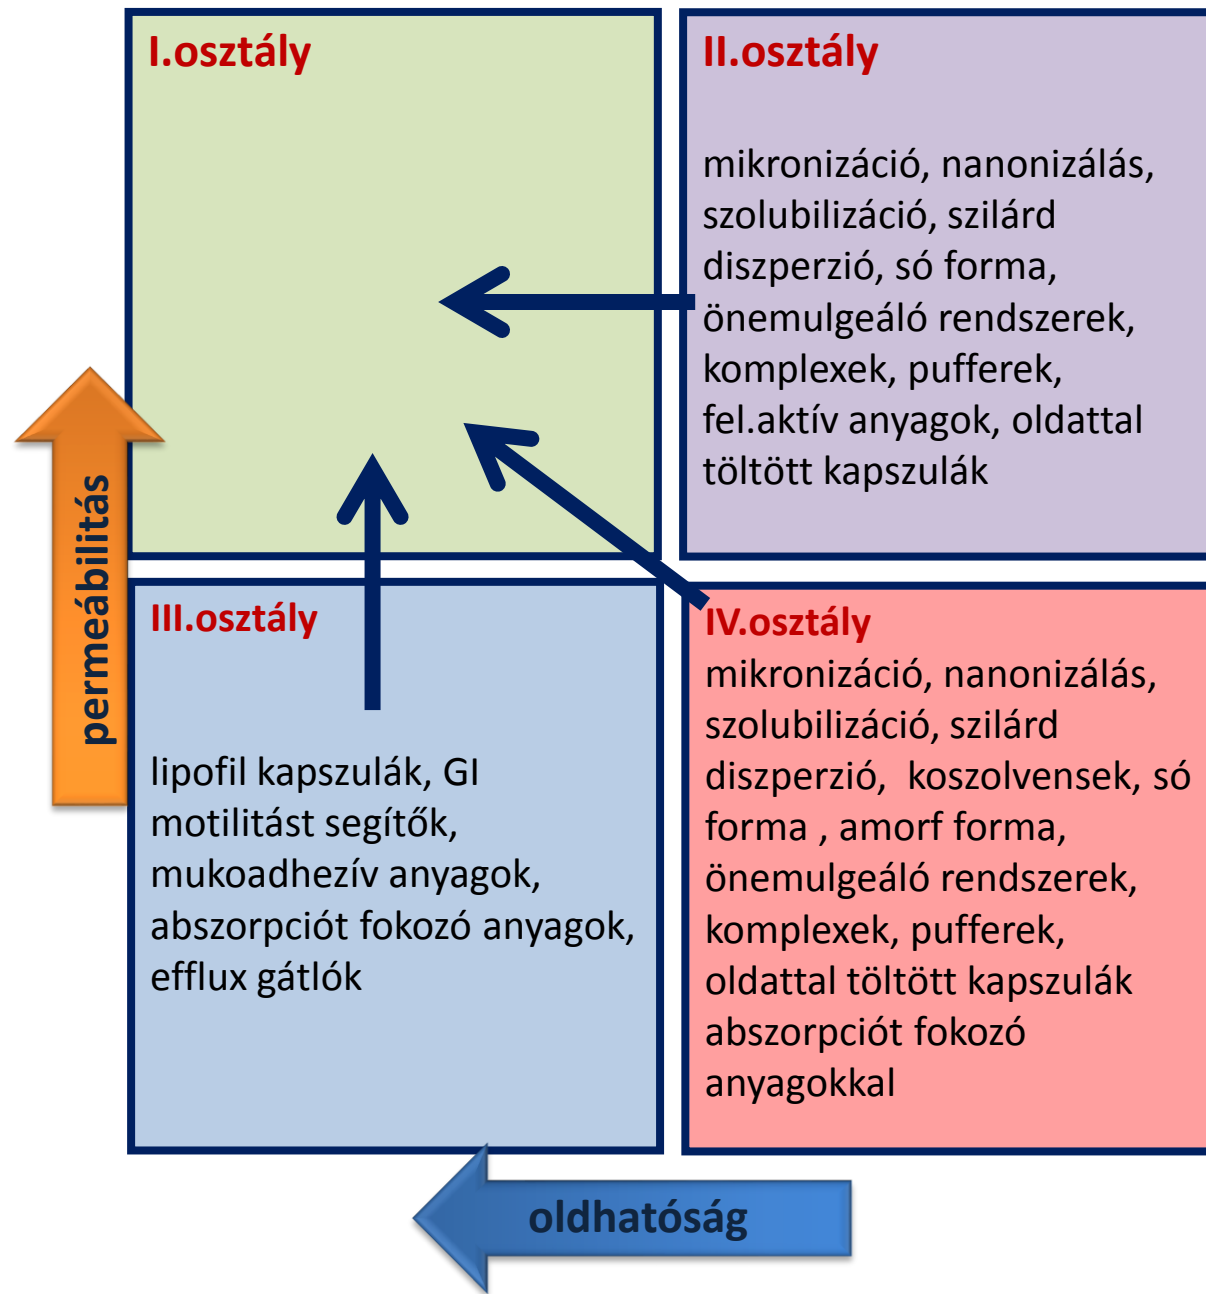 I.osztály
II.osztály
mikronizáció, nanonizálás,
szolubilizáció, szilárd
diszperzió, só forma,
önemulgeáló rendszerek,
komplexek, pufferek,
fel.aktív anyagok, oldattal
töltött kapszulák
permeábilitás
III.osztály
lipofil kapszulák, GI
motilitást segítők,
mukoadhezív anyagok,
abszorpciót fokozó anyagok,
efflux gátlók
IV.osztály
mikronizáció, nanonizálás,
szolubilizáció, szilárd
diszperzió, koszolvensek, só
forma , amorf forma,
önemulgeáló rendszerek,
komplexek, pufferek,
oldattal töltött kapszulák
abszorpciót fokozó
anyagokkal
oldhatóság